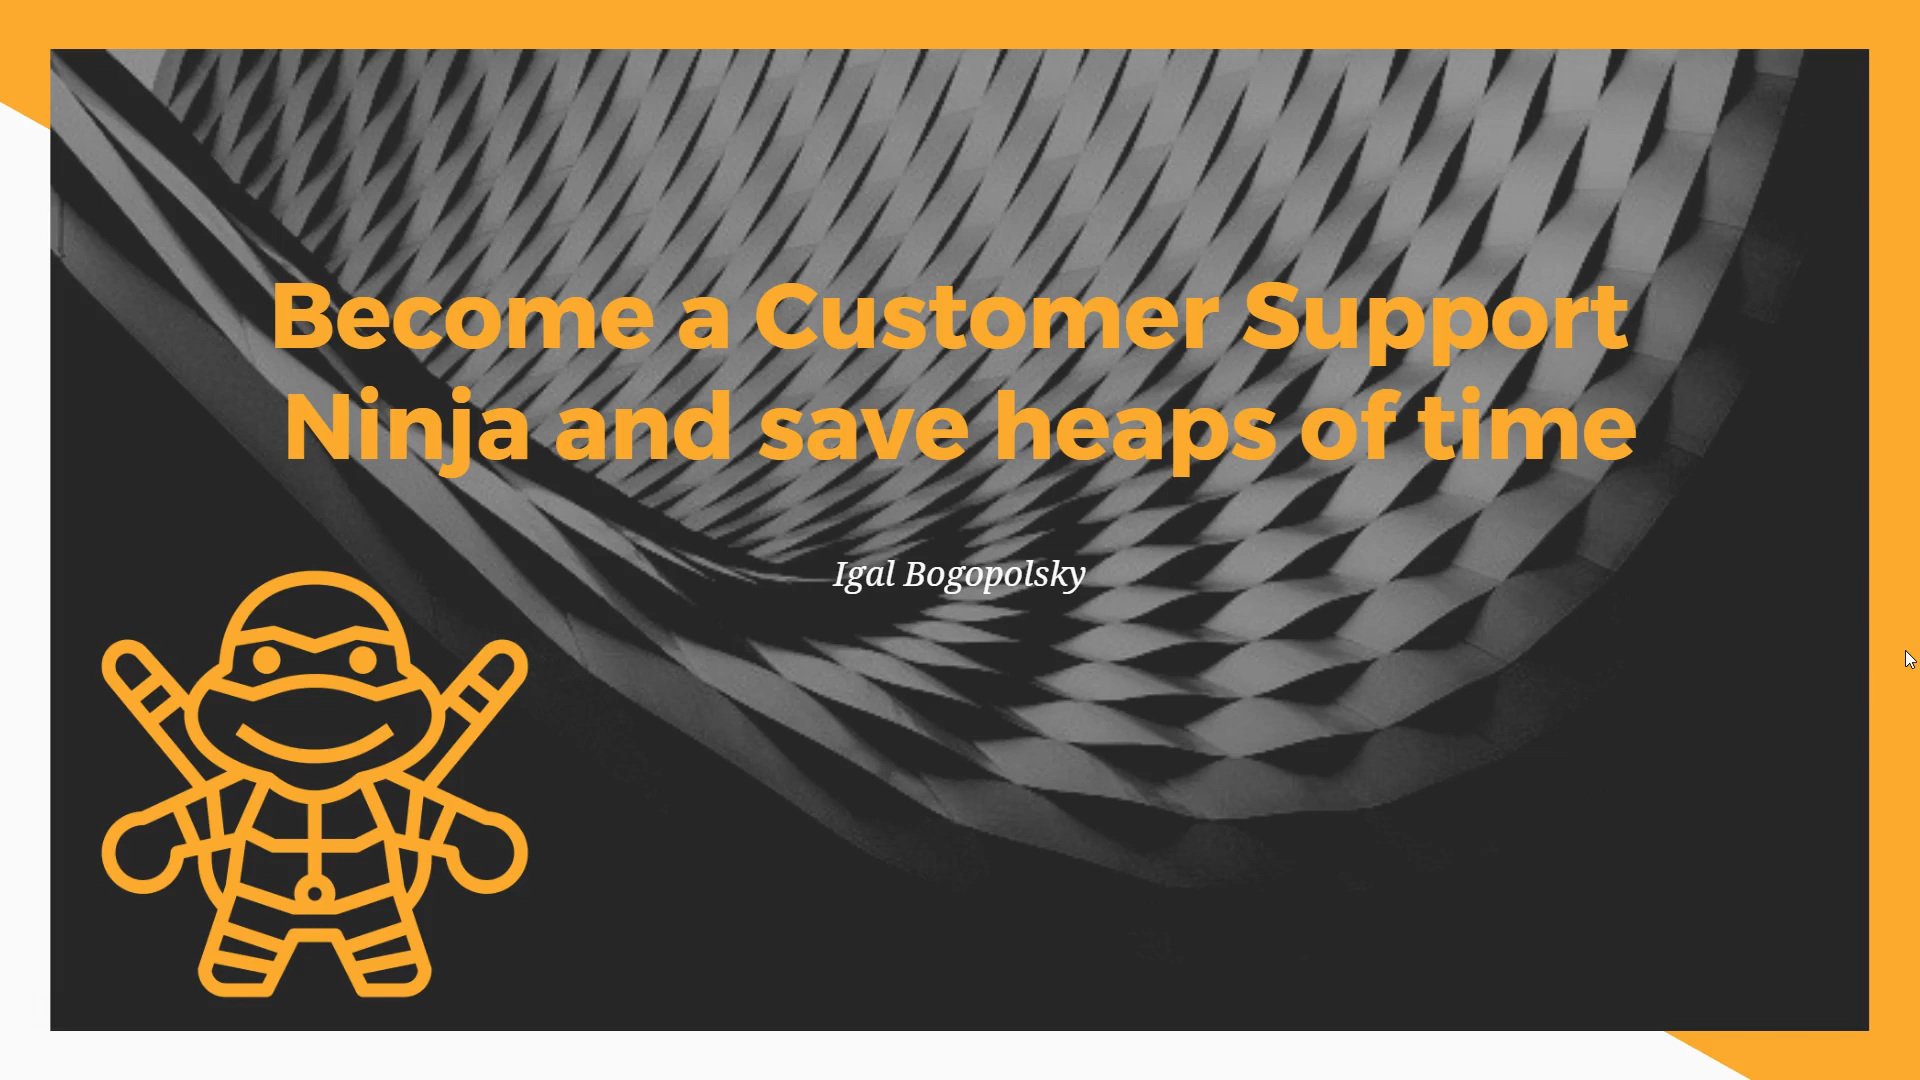 Become a Customer Support
Ninja and save heaps of time
Igal Bogopolsky